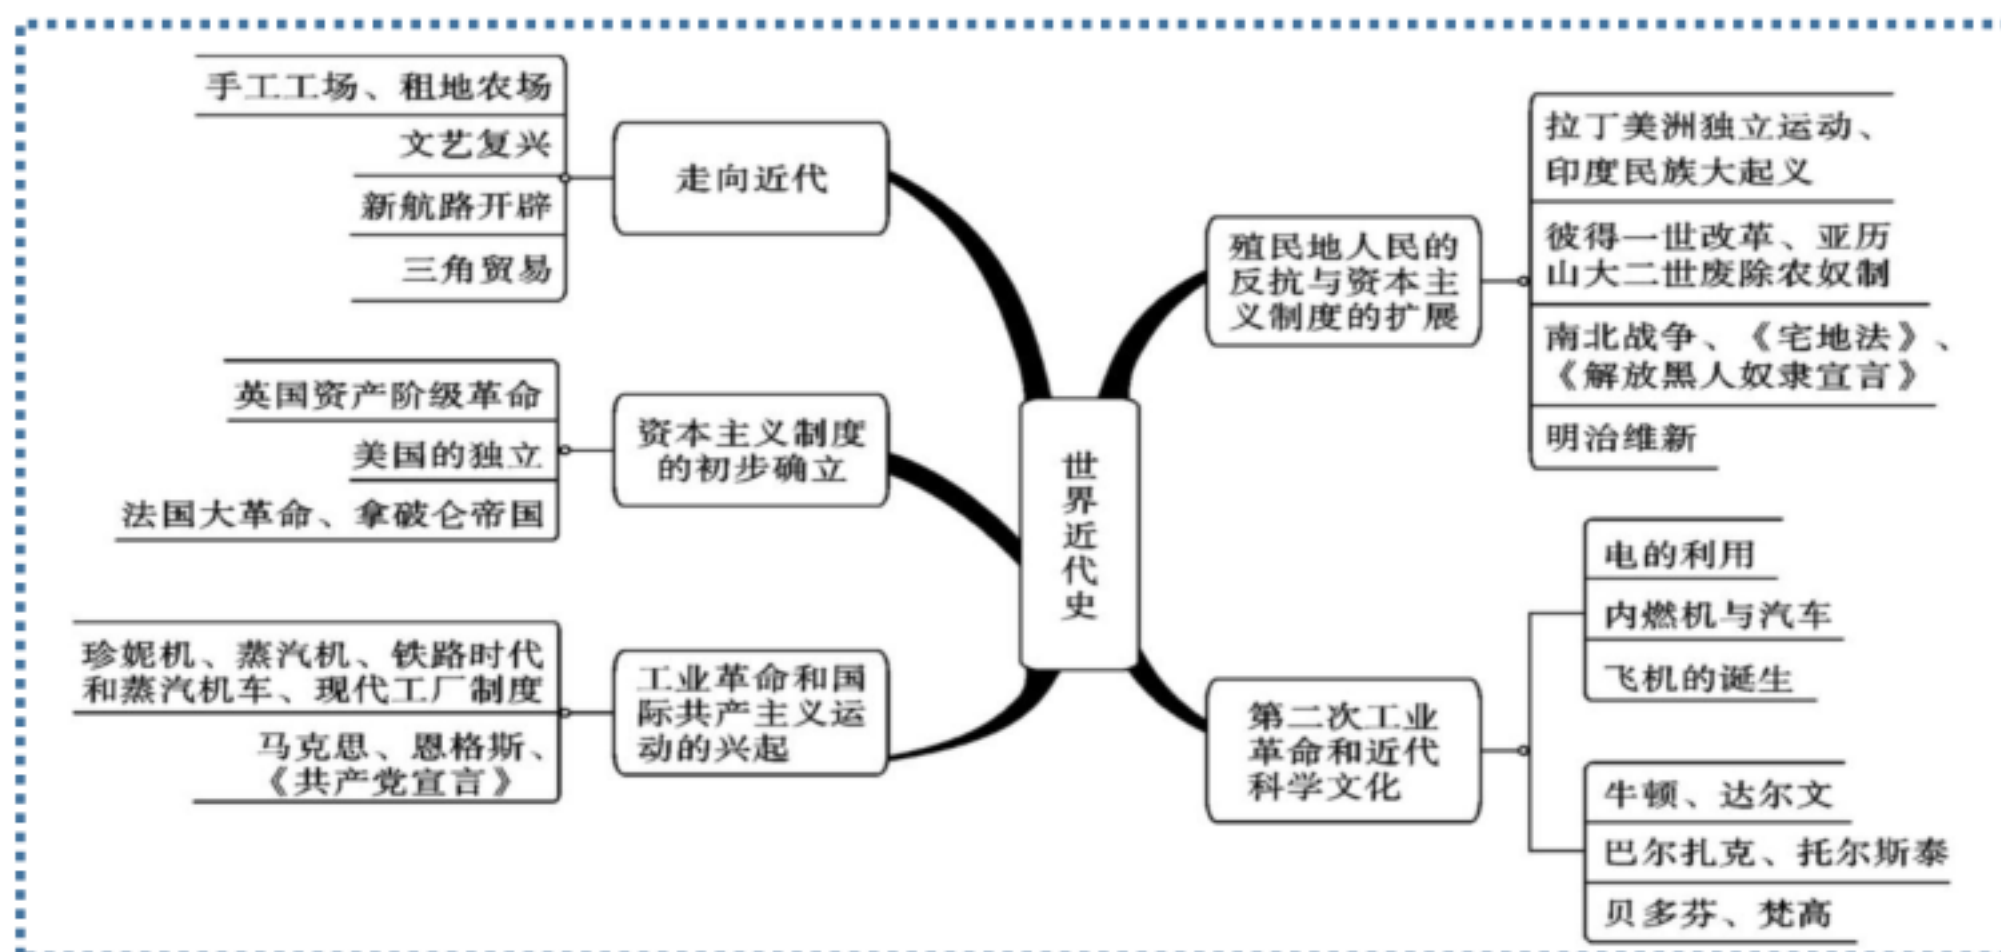 世界近代史
走向近代
手工工场、租地农场
文艺复兴
新航路开辟
三角贸易
资本主义制度
的初步确立
英国资产阶级革命
美国的独立
法国大革命、拿破仑帝国
工业革命和国
际共产主义运
动的兴起
珍妮机、蒸汽机、铁路时代
和蒸汽机车、现代工厂制度
马克思、恩格斯、
《共产党宣言》
殖民地人民的
反抗与资本主
义制度的扩展
拉丁美洲独立运动、
印度民族大起义
彼得一世改革、亚历
山大二世废除农奴制
南北战争、《宅地法》、
《解放黑人奴隶宣言》
明治维新
第二次工业
革命和近代
科学文化
电的利用
内燃机与汽车
飞机的诞生
牛顿、达尔文
巴尔扎克、托尔斯泰
贝多芬、梵高